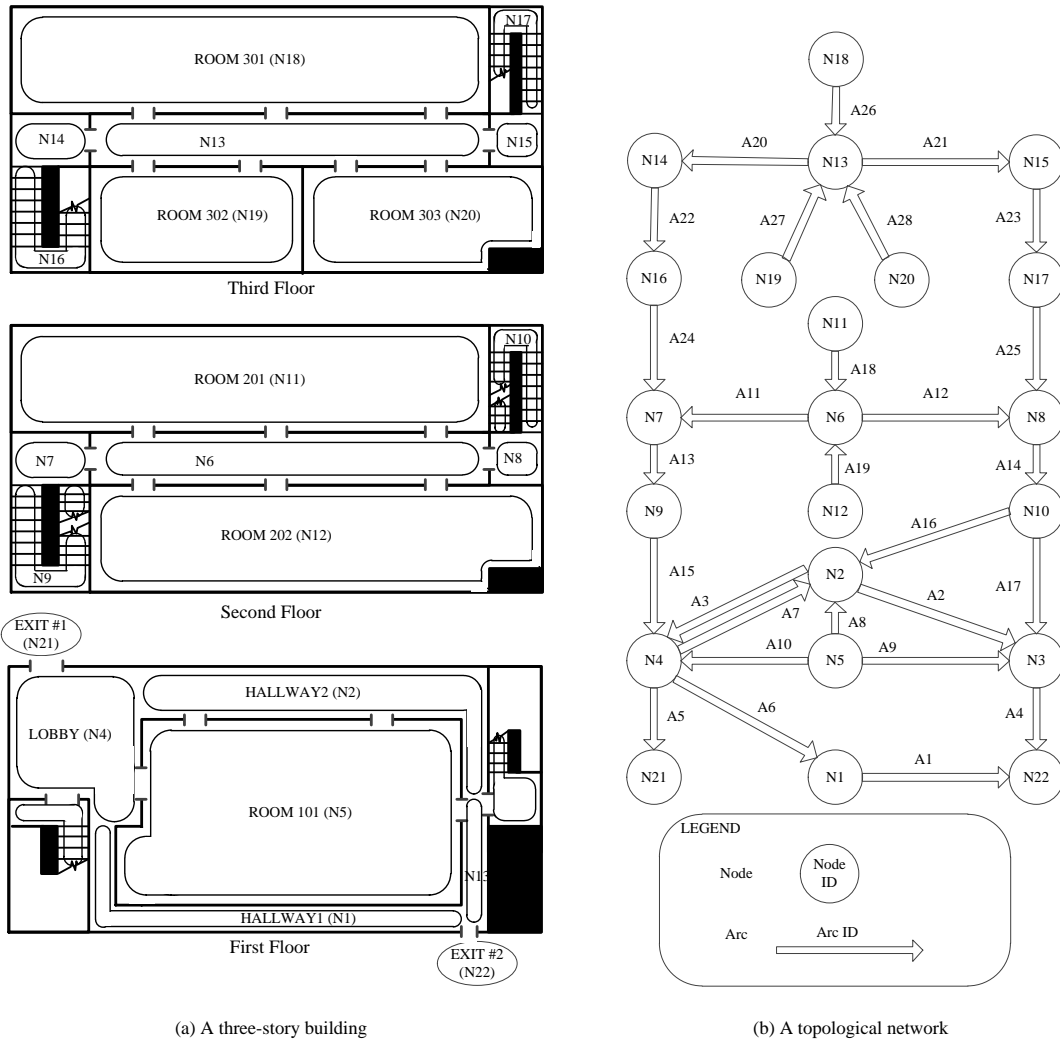 N17
ROOM 301 (N18)
N14
N13
N15
ROOM 302 (N19)
ROOM 303 (N20)
N16
Third Floor
N10
ROOM 201 (N11)
N7
N6
N8
ROOM 202 (N12)
N9
Second Floor
EXIT #1
(N21)
HALLWAY2 (N2)
LOBBY (N4)
ROOM 101 (N5)
N13
HALLWAY1 (N1)
First Floor
EXIT #2
(N22)
(a) A three-story building
N18
A26
N14
A20
N13
A21
N15
A22
A27
A28
A23
N16
N19
N20
N17
N11
A24
A25
A18
N7
A11
N6
A12
N8
A13
A19
A14
N9
N12
N10
A16
A15
N2
A3
A2
A17
A7
A8
N4
A10
N5
A9
N3
A5
A6
A4
N21
N1
A1
N22
LEGEND
Node
Node
ID
Arc
Arc ID
(b) A topological network